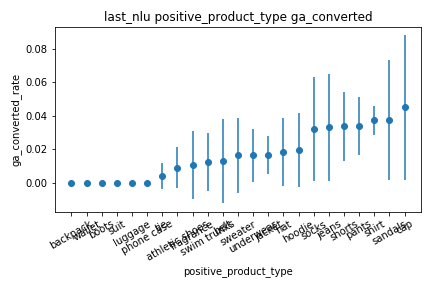 last_nlu positive_product_type ga_converted
ga_converted_rate
0.08
0.06
0.04
0.02
0.00
backpack
wallet
boots
suit
luggage
phone case
tie
athletic shoes
fragrance
swim trunks
belt
sweater
underwear
jacket
hat
hoodie
socks
jeans
shorts
pants
shirt
sandals
cap
positive_product_type